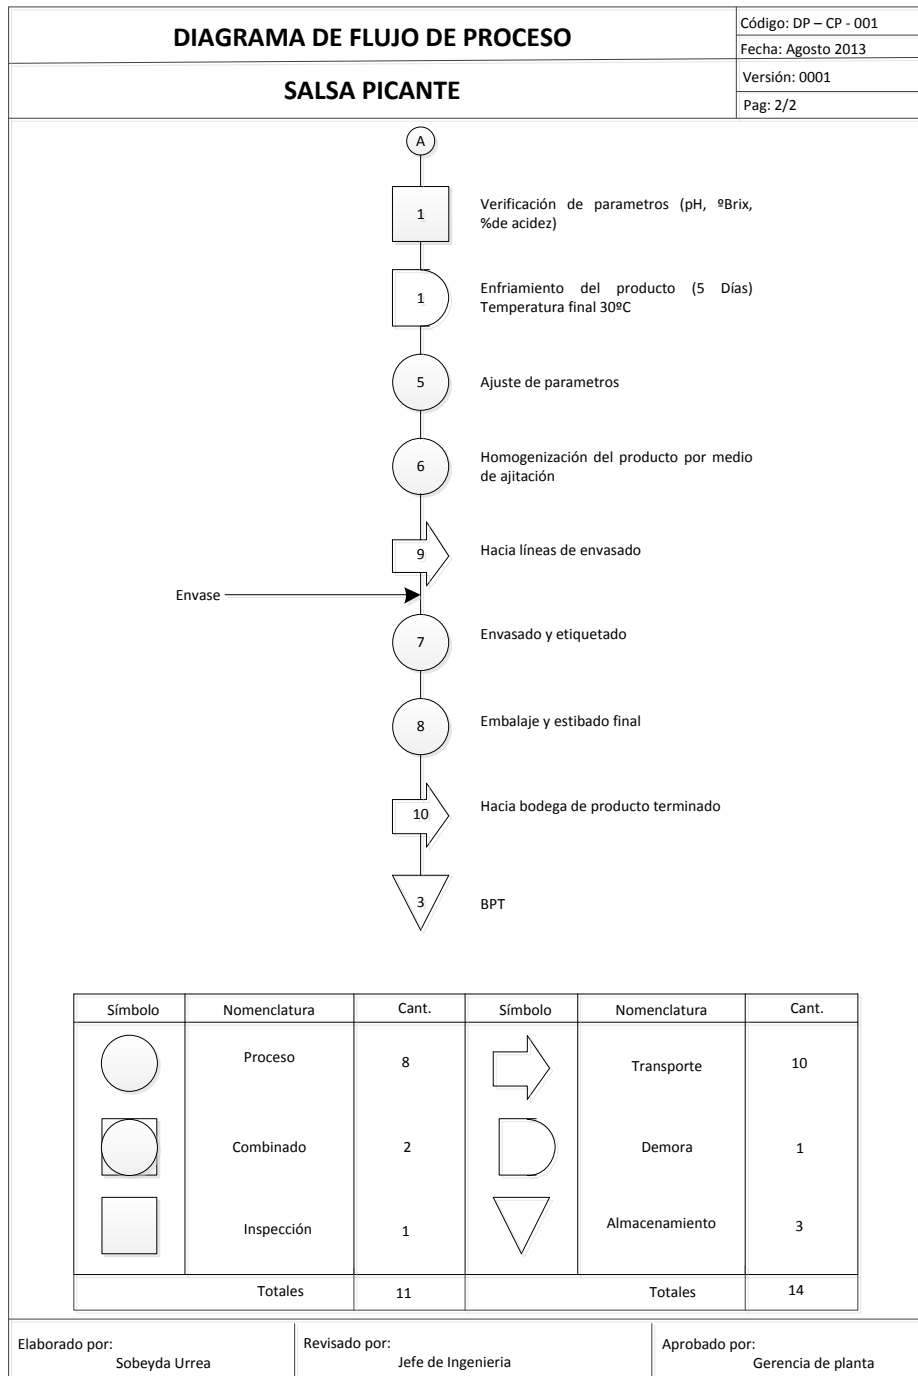 DIAGRAMA DE FLUJO DE PROCESO
Código: DP – CP - 001
Fecha: Agosto 2013
SALSA PICANTE
Versión: 0001
Pag: 2/2
A
1
Verificación de parametros (pH, ºBrix,
%de acidez)
1
Enfriamiento del producto (5 Días)
Temperatura final 30ºC
5
Ajuste de parametros
6
Homogenización del producto por medio
de ajitación
9
Hacia líneas de envasado
Envase
7
Envasado y etiquetado
8
Embalaje y estibado final
10
Hacia bodega de producto terminado
3
BPT
Símbolo Nomenclatura Cant. Símbolo Nomenclatura Cant.
Proceso 8 Transporte 10
Combinado 2 Demora 1
Inspección 1 Almacenamiento 3
Totales 11 Totales 14
Elaborado por:
Sobeyda Urrea
Revisado por:
Jefe de Ingenieria
Aprobado por:
Gerencia de planta